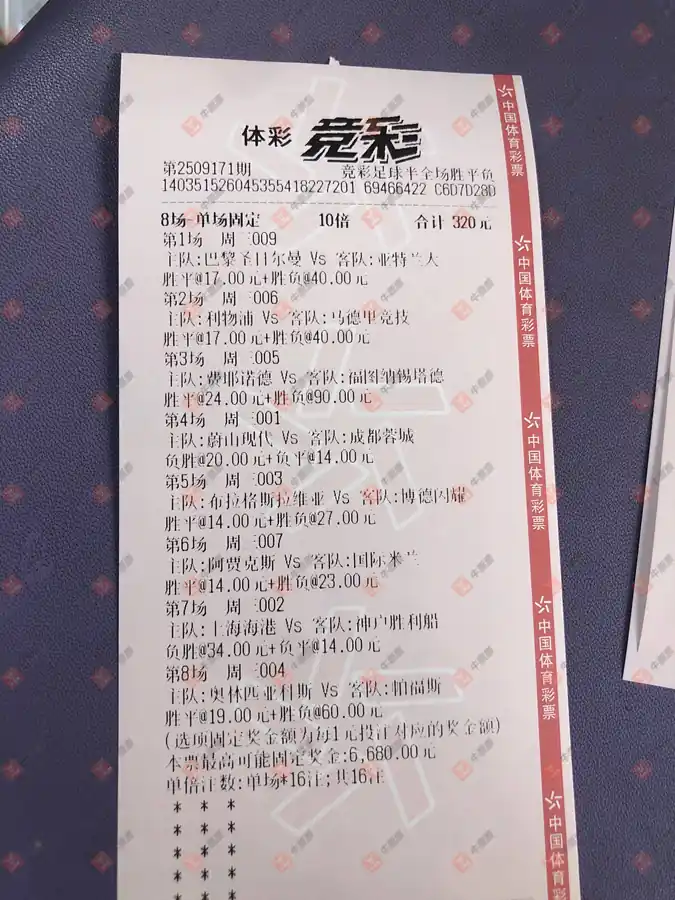 体彩 竞彩
第2509171期 竞彩足球半全场胜平负
140351526045355418227201 69466422 C6D7D28D
8场-单场固定 10倍 合计 320元
第1场 周三009
主队:巴黎圣日尔曼 Vs 客队:亚特兰大
胜平@17.00元+胜负@40.00元
第2场 周三006
主队:利物浦 Vs 客队:马德里竞技
胜平@17.00元+胜负@40.00元
第3场 周三005
主队:费耶诺德 Vs 客队:福图纳锡塔德
胜平@24.00元+胜负@90.00元
第4场 周三001
主队:蔚山现代 Vs 客队:成都蓉城
负胜@20.00元+负平@14.00元
第5场 周三003
主队:布拉格斯拉维亚 Vs 客队:博德闪耀
胜平@14.00元+胜负@27.00元
第6场 周三007
主队:阿贾克斯 Vs 客队:国际米兰
胜平@14.00元+胜负@23.00元
第7场 周三002
主队:上海海港 Vs 客队:神户胜利船
负胜@34.00元+负平@14.00元
第8场 周三004
主队:奥林匹亚科斯 Vs 客队:帕福斯
胜平@19.00元+胜负@60.00元
(选项固定奖金额为每1元投注对应的奖金额)
本票最高可能固定奖金:6,680.00元
单倍注数:单场*16注;共16注
* * *
* * *
* * *
* * *
* * *
中国体育彩票
中国体育彩票
中国体育彩票
中国体育彩票
中国体育彩票